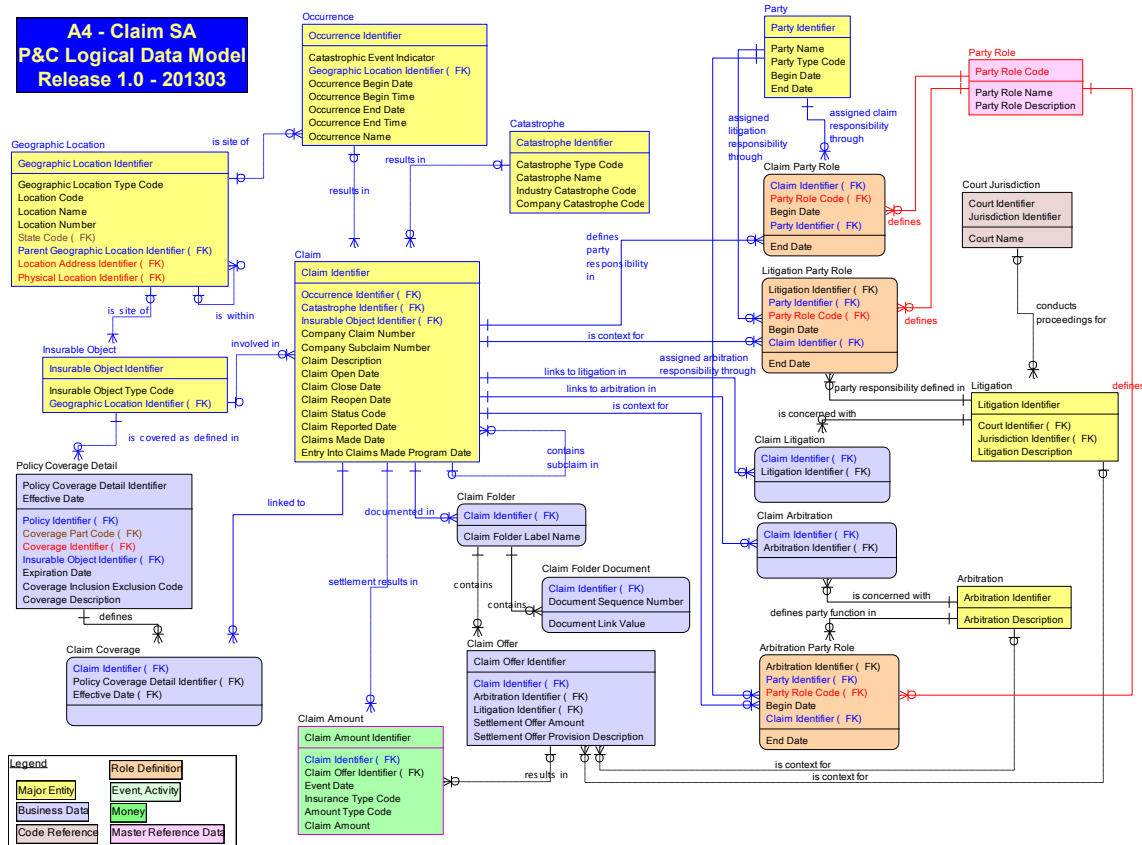 A4 - Claim SA
P&C Logical Data Model
Release 1.0 - 201303
Occurrence
Occurrence Identifier
Catastrophic Event Indicator
Geographic Location Identifier ( FK)
Occurrence Begin Date
Occurrence Begin Time
Occurrence End Date
Occurrence End Time
Occurrence Name
Party
Party Identifier
Party Name
Party Type Code
Begin Date
End Date
Party Role
Party Role Code
Party Role Name
Party Role Description
is site of
results in
results in
assigned
litigation
responsibility
through
assigned claim
responsibility
through
Geographic Location
Geographic Location Identifier
Geographic Location Type Code
Location Code
Location Name
Location Number
State Code ( FK)
Parent Geographic Location Identifier ( FK)
Location Address Identifier ( FK)
Physical Location Identifier ( FK)
Catastrophe
Catastrophe Identifier
Catastrophe Type Code
Catastrophe Name
Industry Catastrophe Code
Company Catastrophe Code
Claim Party Role
Claim Identifier ( FK)
Party Role Code ( FK)
Begin Date
Party Identifier ( FK)
End Date
defines
Court Jurisdiction
Court Identifier
Jurisdiction Identifier
Court Name
defines
party
responsibility
in
Claim
Claim Identifier
Occurrence Identifier ( FK)
Catastrophe Identifier ( FK)
Insurable Object Identifier ( FK)
Company Claim Number
Company Subclaim Number
Claim Description
Claim Open Date
Claim Close Date
Claim Reopen Date
Claim Status Code
Claim Reported Date
Claims Made Date
Entry Into Claims Made Program Date
Litigation Party Role
Litigation Identifier ( FK)
Party Identifier ( FK)
Party Role Code ( FK)
Begin Date
Claim Identifier ( FK)
End Date
defines
conducts
proceedings for
is site of
is within
is context for
Insurable Object
Insurable Object Identifier
Insurable Object Type Code
Geographic Location Identifier ( FK)
involved in
assigned arbitration
responsibility through
links to litigation in
links to arbitration in
is context for
party responsibility defined in
defines
Litigation
Litigation Identifier
Court Identifier ( FK)
Jurisdiction Identifier ( FK)
Litigation Description
is concerned with
is covered as defined in
contains
subclaim in
Claim Litigation
Claim Identifier ( FK)
Litigation Identifier ( FK)
Policy Coverage Detail
Policy Coverage Detail Identifier
Effective Date
Policy Identifier ( FK)
Coverage Part Code ( FK)
Coverage Identifier ( FK)
Insurable Object Identifier ( FK)
Expiration Date
Coverage Inclusion Exclusion Code
Coverage Description
linked to
documented in
Claim Folder
Claim Identifier ( FK)
Claim Folder Label Name
Claim Arbitration
Claim Identifier ( FK)
Arbitration Identifier ( FK)
settlement results in
contains
contains
Claim Folder Document
Claim Identifier ( FK)
Document Sequence Number
Document Link Value
is concerned with
Arbitration
Arbitration Identifier
Arbitration Description
defines party function in
defines
Claim Coverage
Claim Identifier ( FK)
Policy Coverage Detail Identifier ( FK)
Effective Date ( FK)
Claim Offer
Claim Offer Identifier
Claim Identifier ( FK)
Arbitration Identifier ( FK)
Litigation Identifier ( FK)
Settlement Offer Amount
Settlement Offer Provision Description
Arbitration Party Role
Arbitration Identifier ( FK)
Party Identifier ( FK)
Party Role Code ( FK)
Begin Date
Claim Identifier ( FK)
End Date
Claim Amount
Claim Amount Identifier
Claim Identifier ( FK)
Claim Offer Identifier ( FK)
Event Date
Insurance Type Code
Amount Type Code
Claim Amount
results in
is context for
is context for
Legend
Role Definition
Major Entity
Event, Activity
Business Data
Money
Code Reference
Master Reference Data